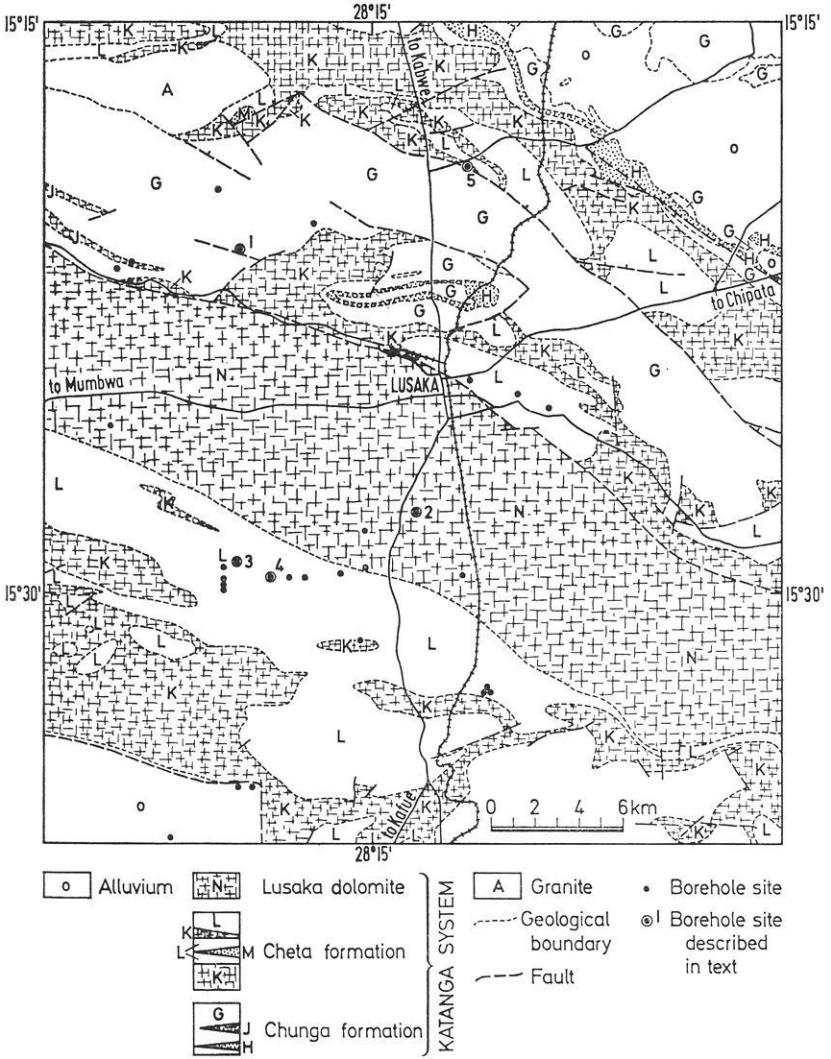 28°15'
15°15'
15°15'
K
L
K
L
K
A
L
M
K
K
K
to Kabwe
K
H
G
G
o
G
L
L
K
K
L
K
H
o
G
G
5
L
K
H
G
K
G
J
J
1
K
G
G
G
L
L
H
G
o
to Chipata
K
K
G
H
G
L
K
K
N
LUSAKA
L
K
G
to Mumbwa
K
K
K
L
L
K
2
N
L
3
4
K
15°30'
15°30'
L
L
K
L
K
N
K
L
K
L
K
K
L
K
o
K
K
to Kafue
L
L
K
L
0 2 4 6km
28°15'
o Alluvium
N Lusaka dolomite
L
K
L M Cheta formation
K
G
J Chunga formation
H
KATANGA SYSTEM
A Granite
Geological boundary
Fault
Borehole site
1 Borehole site
described
in text